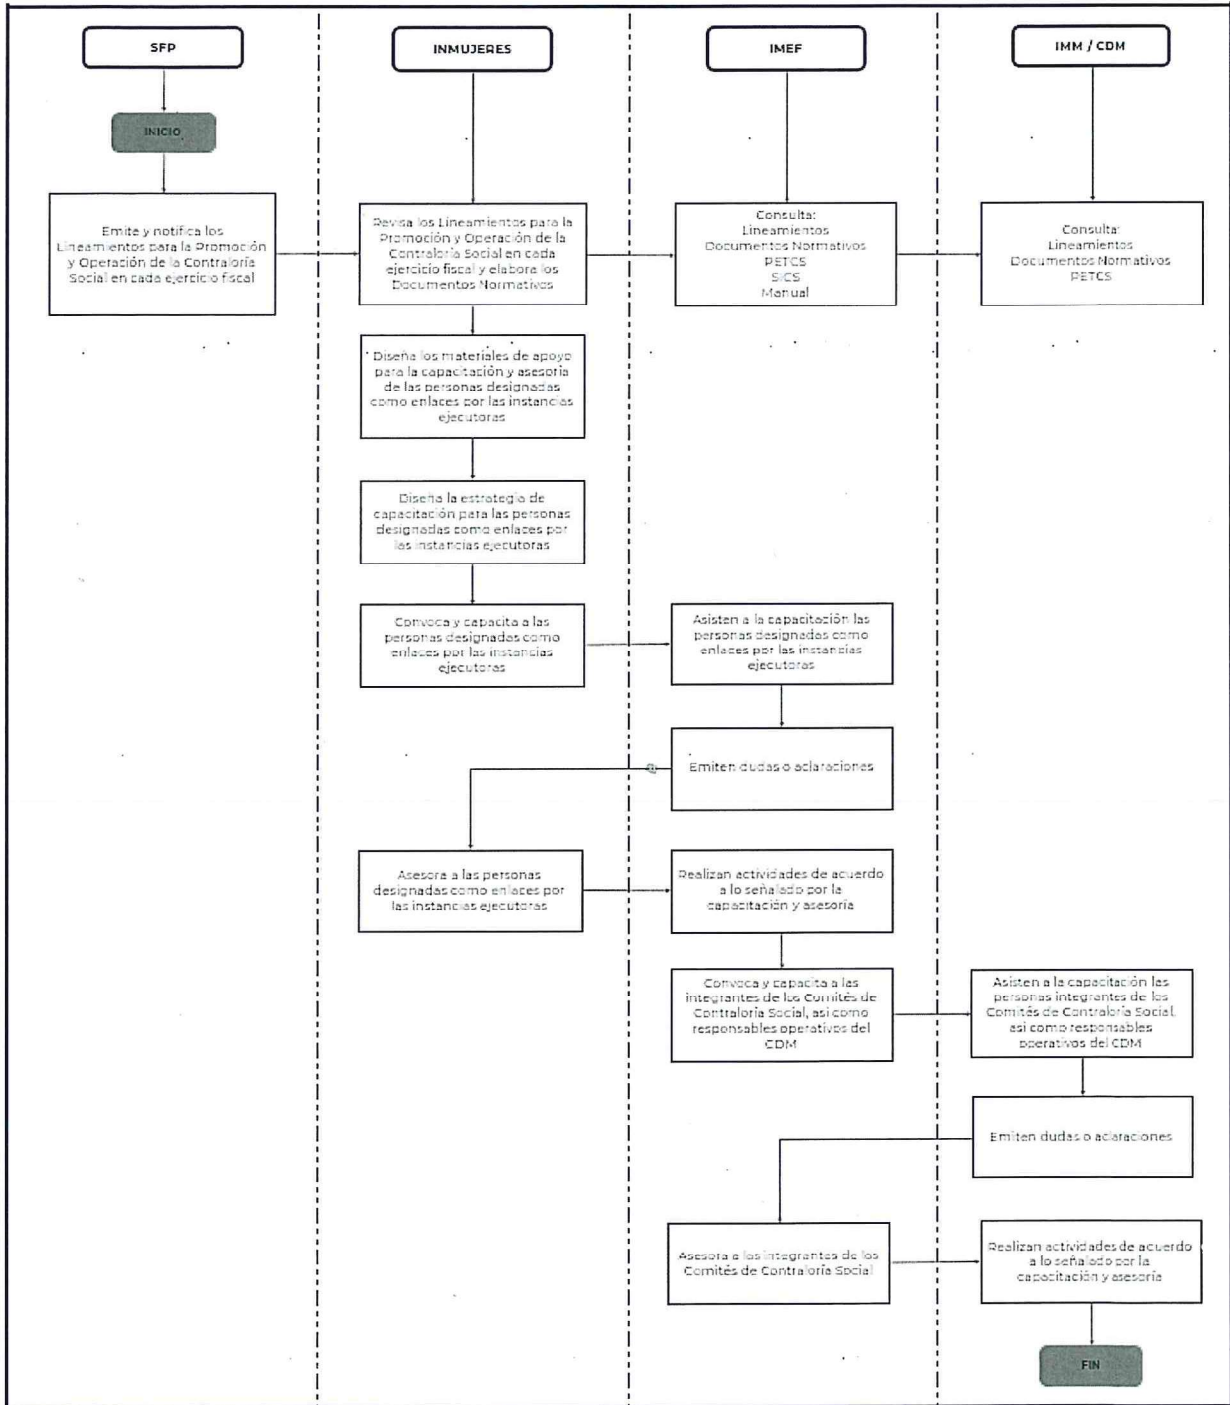 SFP
INMUJERES
IMEF
IMM / CDM
INICIO
Emite y notifica los
Lineamientos para la Promoción
y Operación de la Contraloría
Social en cada ejercicio fiscal
Revisa los Lineamientos para la
Promoción y Operación de la
Contraloría Social en cada
ejercicio fiscal y elabora los
Documentos Normativos
Consulta:
Lineamientos
Documentos Normativos
PETCS
SICS
Manual
Consulta:
Lineamientos
Documentos Normativos
PETCS
Diseña los materiales de apoyo
para la capacitación y asesoría
de las personas designadas
como enlaces por las instancias
ejecutoras
Diseña la estrategia de
capacitación para las personas
designadas como enlaces por
las instancias ejecutoras
Convoca y capacita a las
personas designadas como
enlaces por las instancias
ejecutoras
Asisten a la capacitación las
personas designadas como
enlaces por las instancias
ejecutoras
Emiten dudas o aclaraciones
Asesora a las personas
designadas como enlaces por
las instancias ejecutoras
Realizan actividades de acuerdo
a lo señalado por la
capacitación y asesoría
Convoca y capacita a las
integrantes de los Comités de
Contraloría Social, así como
responsables operativos del
CDM
Asisten a la capacitación las
personas integrantes de los
Comités de Contraloría Social,
así como responsables
operativos del CDM
Emiten dudas o aclaraciones
Asesora a los integrantes de los
Comités de Contraloría Social
Realizan actividades de acuerdo
a lo señalado por la
capacitación y asesoría
FIN